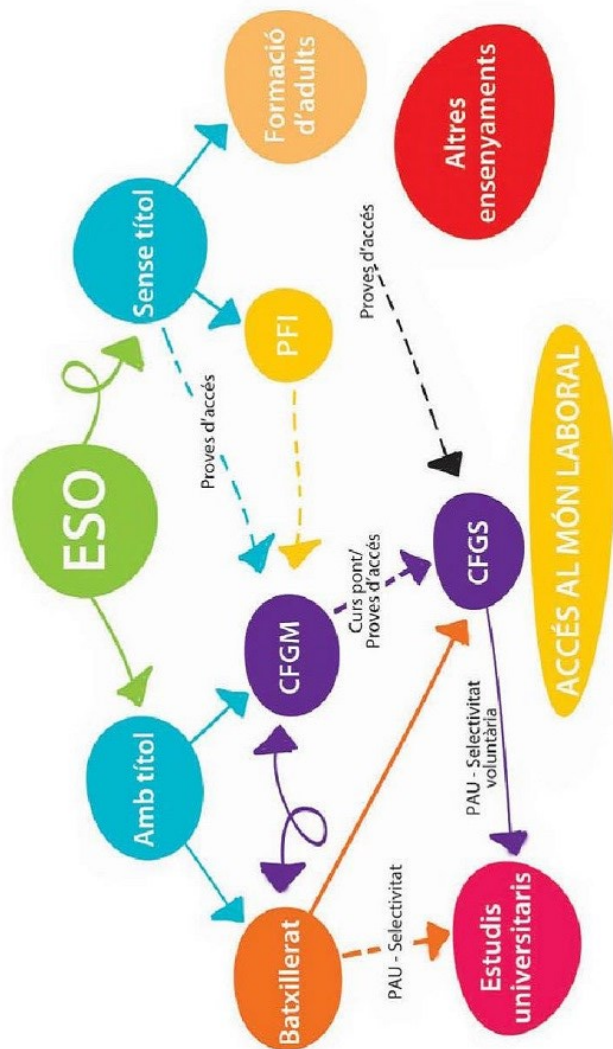 ESO
Amb títol
Sense títol
Proves d'accés
Batxillerat
CFGM
PFI
Formació
d'adults
PAU - Selectivitat
Curs pont/
Proves d'accés
Proves d'accés
PAU - Selectivitat
voluntària
Estudis
universitaris
CFGS
Altres
ensenyaments
ACCÉS AL MÓN LABORAL